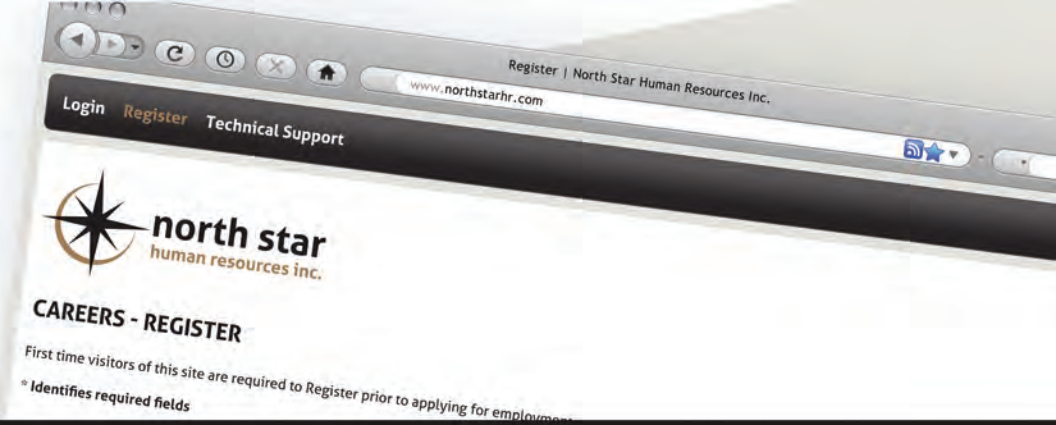 Register | North Star Human Resources Inc.
www.northstarhr.com
Login Register Technical Support
north star
human resources inc.
CAREERS - REGISTER
First time visitors of this site are required to Register prior to applying for
* Identifies required fields